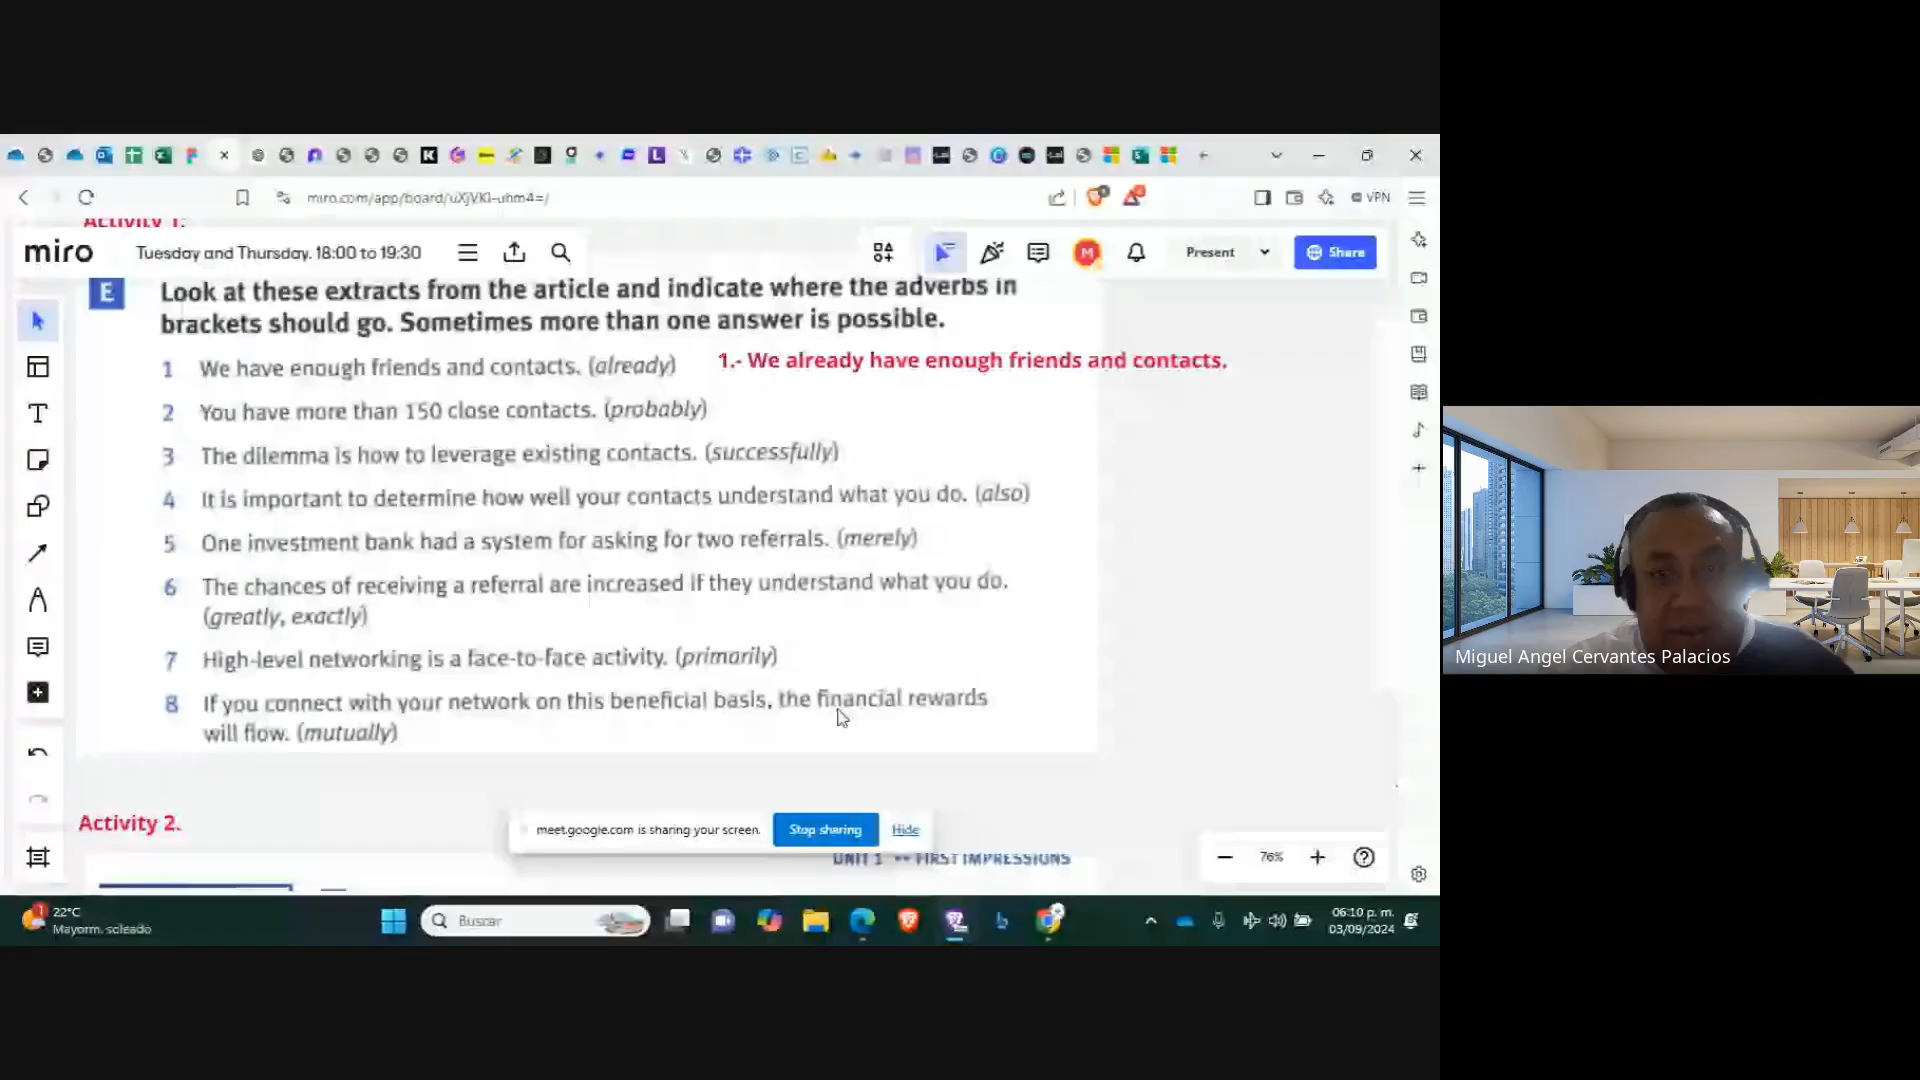 miro.com/app/board/uXjVKl-uhm4=/
VPN
Activity 1.
miro
Tuesday and Thursday. 18:00 to 19:30
M
Present
Share
E
Look at these extracts from the article and indicate where the adverbs in
brackets should go. Sometimes more than one answer is possible.
1 We have enough friends and contacts. (already)
1.- We already have enough friends and contacts.
2 You have more than 150 close contacts. (probably)
3 The dilemma is how to leverage existing contacts. (successfully)
4 It is important to determine how well your contacts understand what you do. (also)
5 One investment bank had a system for asking for two referrals. (merely)
6 The chances of receiving a referral are increased if they understand what you do.
(greatly, exactly)
7 High-level networking is a face-to-face activity. (primarily)
8 If you connect with your network on this beneficial basis, the financial rewards
will flow. (mutually)
Miguel Angel Cervantes Palacios
Activity 2.
meet.google.com is sharing your screen.
Stop sharing
Hide
UNIT 1 •• FIRST IMPRESSIONS
76%
22°C
Mayorm. soleado
Buscar
06:10 p. m.
03/09/2024